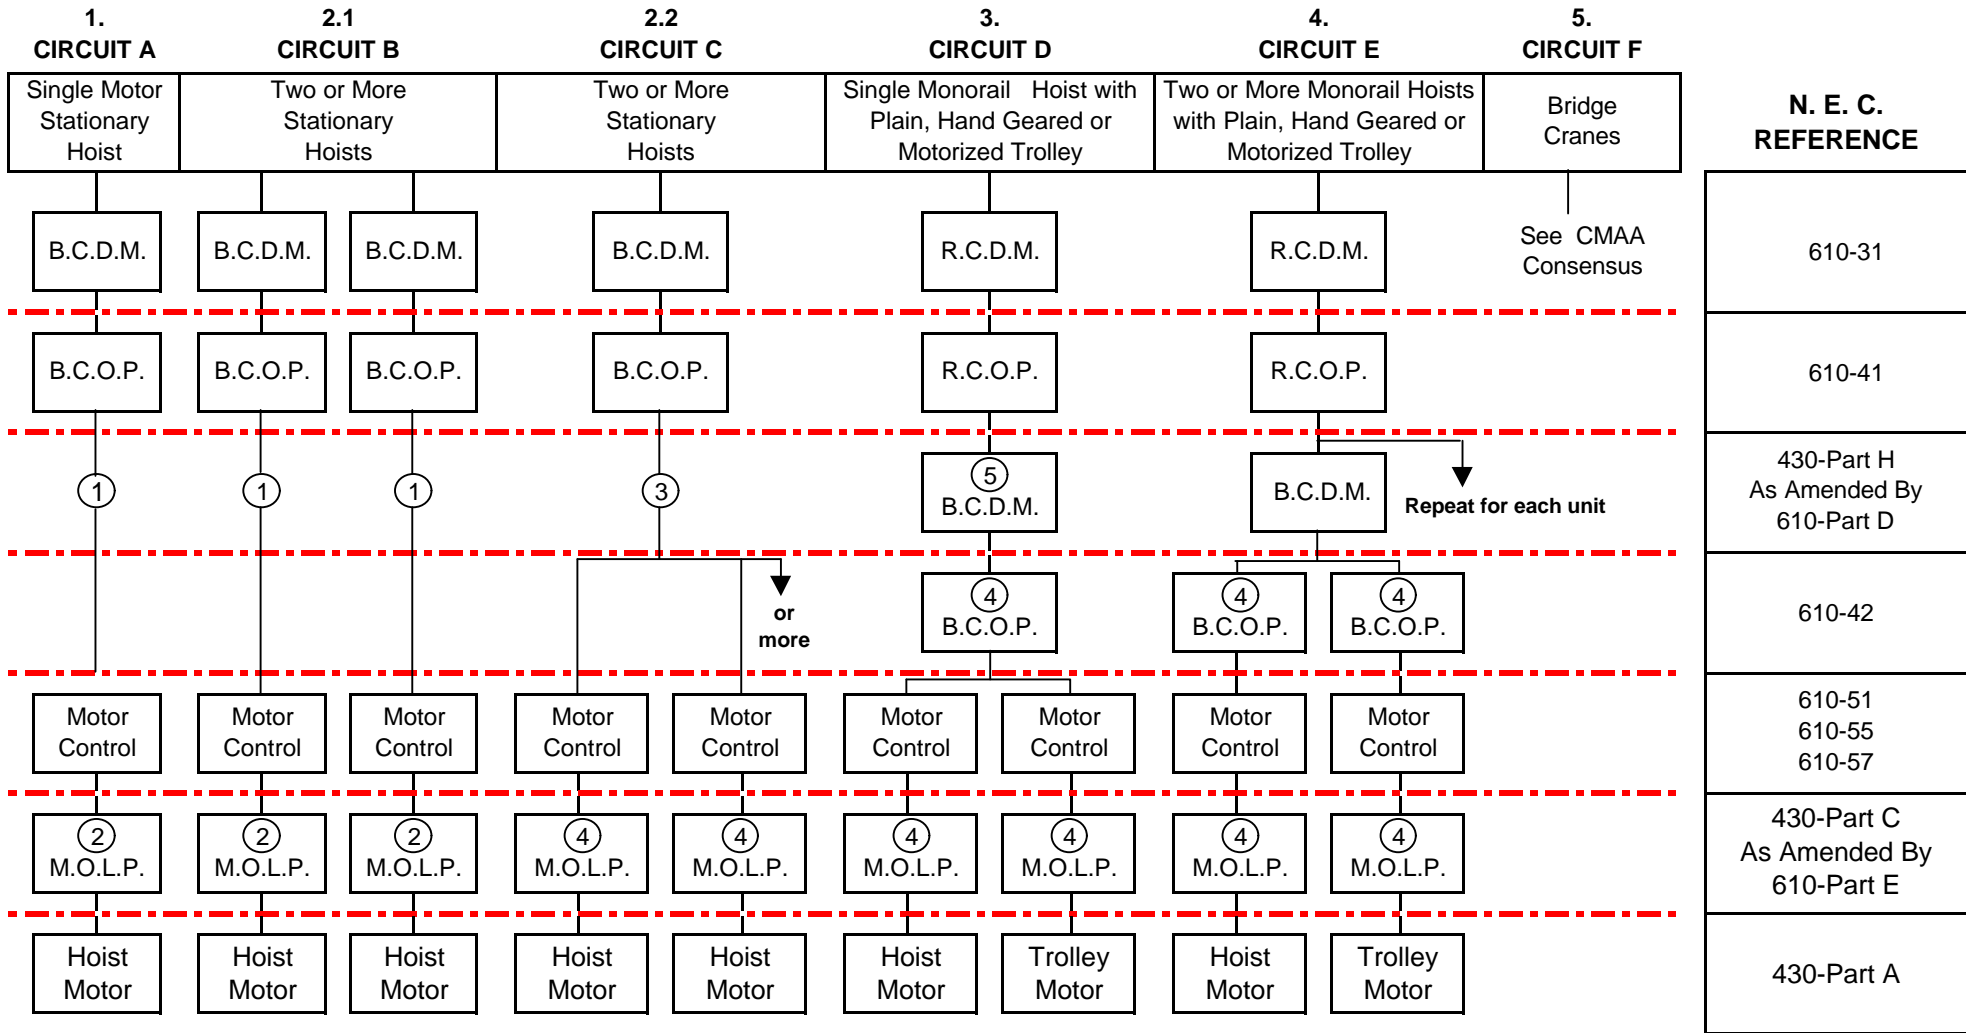 1. 2.1 2.2 3. 4. 5.
CIRCUIT A CIRCUIT B CIRCUIT C CIRCUIT D CIRCUIT E CIRCUIT F
Single Motor
Stationary
Hoist
Two or More
Stationary
Hoists
Two or More
Stationary
Hoists
Single Monorail Hoist with
Plain, Hand Geared or
Motorized Trolley
Two or More Monorail Hoists
with Plain, Hand Geared or
Motorized Trolley
Bridge
Cranes
N. E. C.
REFERENCE
B.C.D.M. B.C.D.M. B.C.D.M. B.C.D.M. R.C.D.M. R.C.D.M.
See CMAA
Consensus
610-31
B.C.O.P. B.C.O.P. B.C.O.P. B.C.O.P. R.C.O.P. R.C.O.P.
610-41
1 1 1 3
5
B.C.D.M.
B.C.D.M.
Repeat for each unit
430-Part H
As Amended By
610-Part D
or
more
4 4 4
B.C.O.P. B.C.O.P. B.C.O.P.
610-42
Motor Motor Motor Motor Motor Motor Motor Motor Motor
Control Control Control Control Control Control Control Control Control
610-51
610-55
610-57
2 2 2 4 4 4 4 4 4
M.O.L.P. M.O.L.P. M.O.L.P. M.O.L.P. M.O.L.P. M.O.L.P. M.O.L.P. M.O.L.P. M.O.L.P.
430-Part C
As Amended By
610-Part E
Hoist Hoist Hoist Hoist Hoist Hoist Trolley Hoist Trolley
Motor Motor Motor Motor Motor Motor Motor Motor Motor
430-Part A